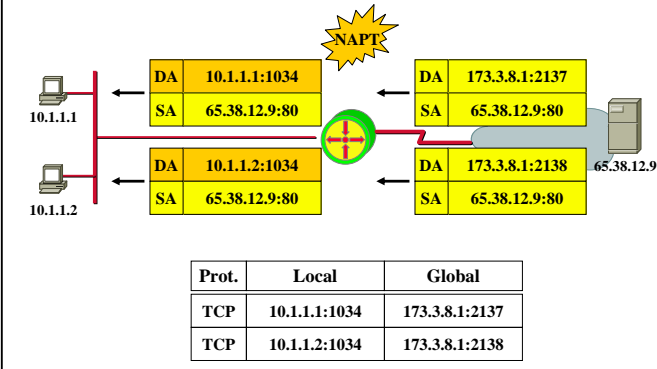 NAPT
DA 10.1.1.1:1034
SA 65.38.12.9:80
DA 173.3.8.1:2137
SA 65.38.12.9:80
10.1.1.1
DA 10.1.1.2:1034
SA 65.38.12.9:80
DA 173.3.8.1:2138
SA 65.38.12.9:80
65.38.12.9
10.1.1.2
Prot. Local Global
TCP 10.1.1.1:1034 173.3.8.1:2137
TCP 10.1.1.2:1034 173.3.8.1:2138